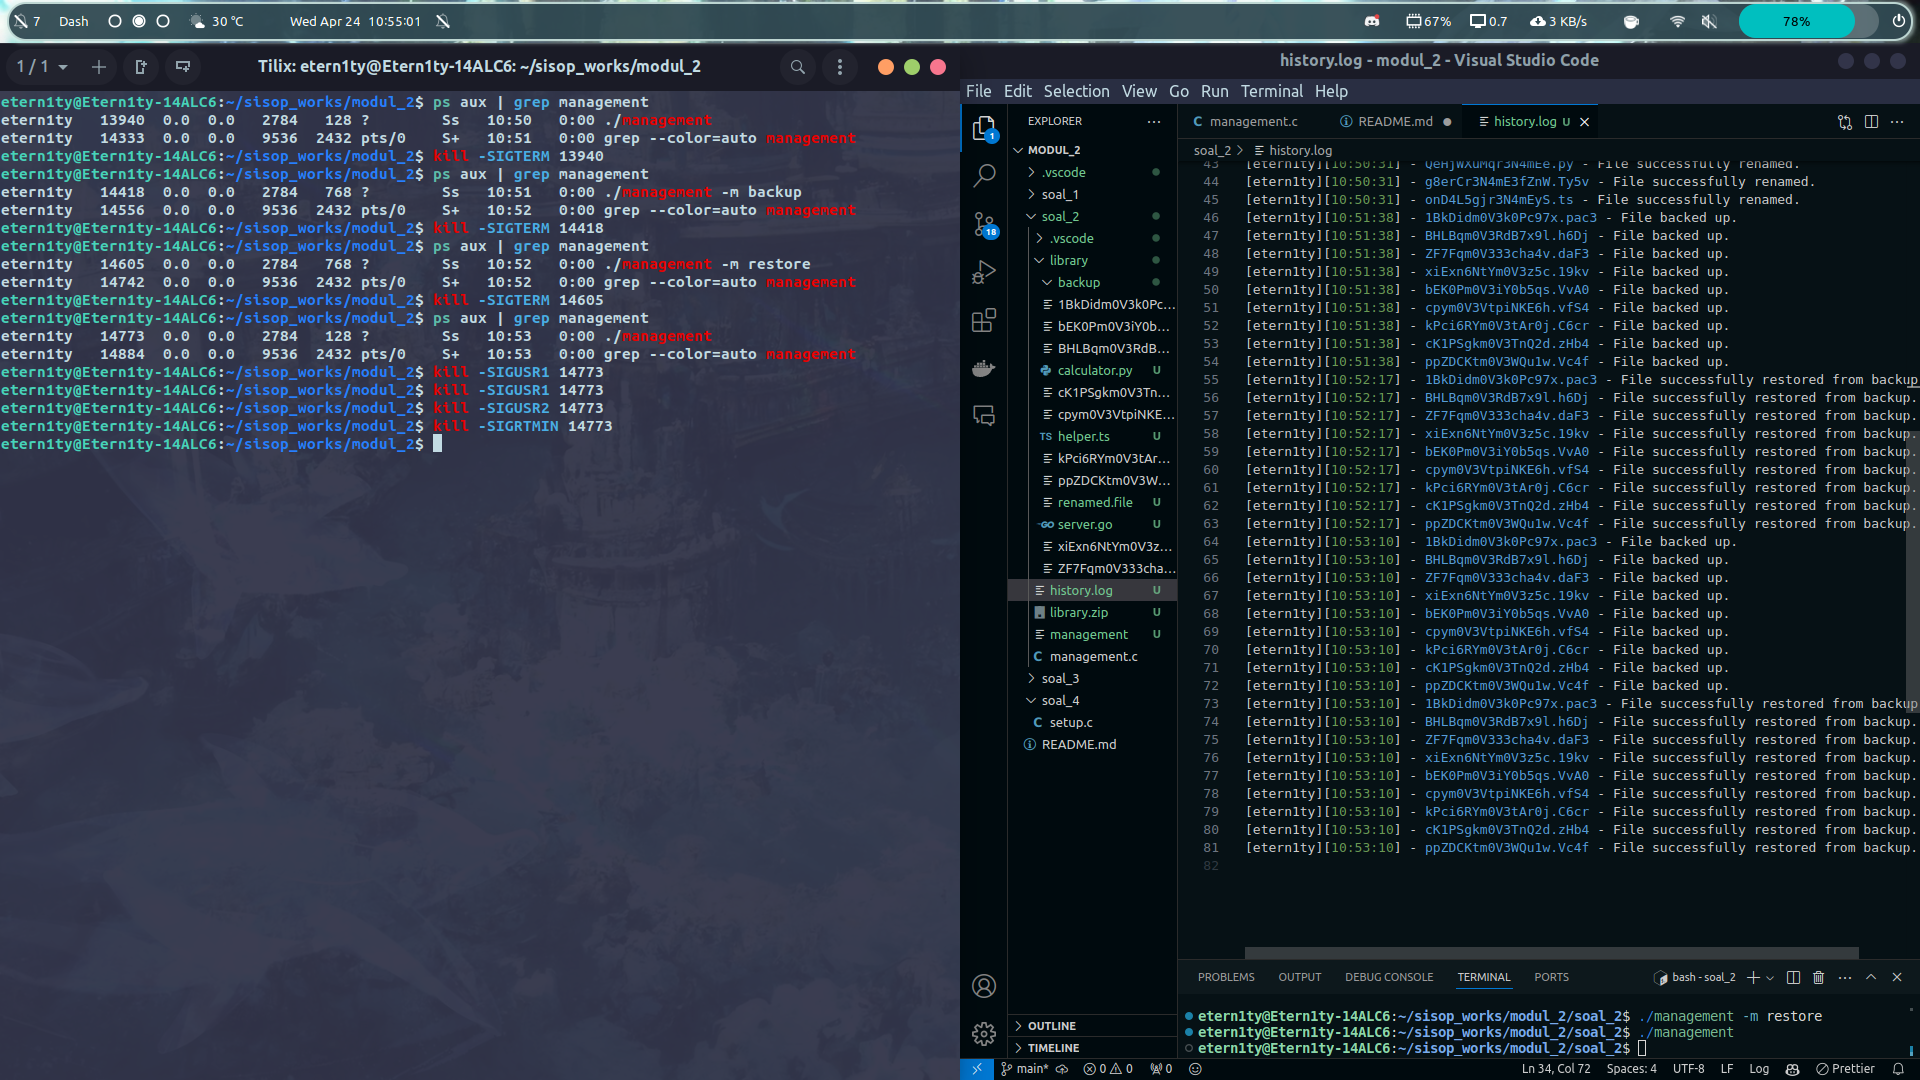 7 Dash 30 °C Wed Apr 24 10:55:01 67% 0.7 3 KB/s 78%
1 / 1 Tilix: etern1ty@Etern1ty-14ALC6: ~/sisop_works/modul_2
etern1ty@Etern1ty-14ALC6:~/sisop_works/modul_2$ ps aux | grep management
etern1ty   13940  0.0  0.0   2784   128 ?        Ss   10:50   0:00 ./management
etern1ty   14333  0.0  0.0   9536  2432 pts/0    S+   10:51   0:00 grep --color=auto management
etern1ty@Etern1ty-14ALC6:~/sisop_works/modul_2$ kill -SIGTERM 13940
etern1ty@Etern1ty-14ALC6:~/sisop_works/modul_2$ ps aux | grep management
etern1ty   14418  0.0  0.0   2784   768 ?        Ss   10:51   0:00 ./management -m backup
etern1ty   14556  0.0  0.0   9536  2432 pts/0    S+   10:52   0:00 grep --color=auto management
etern1ty@Etern1ty-14ALC6:~/sisop_works/modul_2$ kill -SIGTERM 14418
etern1ty@Etern1ty-14ALC6:~/sisop_works/modul_2$ ps aux | grep management
etern1ty   14605  0.0  0.0   2784   768 ?        Ss   10:52   0:00 ./management -m restore
etern1ty   14742  0.0  0.0   9536  2432 pts/0    S+   10:52   0:00 grep --color=auto management
etern1ty@Etern1ty-14ALC6:~/sisop_works/modul_2$ kill -SIGTERM 14605
etern1ty@Etern1ty-14ALC6:~/sisop_works/modul_2$ ps aux | grep management
etern1ty   14773  0.0  0.0   2784   128 ?        Ss   10:53   0:00 ./management
etern1ty   14884  0.0  0.0   9536  2432 pts/0    S+   10:53   0:00 grep --color=auto management
etern1ty@Etern1ty-14ALC6:~/sisop_works/modul_2$ kill -SIGUSR1 14773
etern1ty@Etern1ty-14ALC6:~/sisop_works/modul_2$ kill -SIGUSR1 14773
etern1ty@Etern1ty-14ALC6:~/sisop_works/modul_2$ kill -SIGUSR2 14773
etern1ty@Etern1ty-14ALC6:~/sisop_works/modul_2$ kill -SIGRTMIN 14773
etern1ty@Etern1ty-14ALC6:~/sisop_works/modul_2$
history.log - modul_2 - Visual Studio Code
File Edit Selection View Go Run Terminal Help
1
18
EXPLORER ...
MODUL_2
.vscode
soal_1
soal_2
.vscode
library
backup
1BkDidm0V3k0Pc...
bEK0Pm0V3iY0b...
BHLBqm0V3RdB...
calculator.py U
cK1PSgkm0V3Tn...
cpym0V3VtpiNKE...
helper.ts U
kPci6RYm0V3tAr...
ppZDCKtm0V3W...
renamed.file U
server.go U
xiExn6NtYm0V3z...
ZF7Fqm0V333cha...
history.log U
library.zip U
management U
management.c
soal_3
soal_4
setup.c
README.md
OUTLINE
TIMELINE
management.c README.md history.log U
soal_2 > history.log
43 [etern1ty][10:50:31] - QeHjWXuMqr3N4mEe.py - File successfully renamed.
44 [etern1ty][10:50:31] - g8erCr3N4mE3fZnW.Ty5v - File successfully renamed.
45 [etern1ty][10:50:31] - onD4L5gjr3N4mEyS.ts - File successfully renamed.
46 [etern1ty][10:51:38] - 1BkDidm0V3k0Pc97x.pac3 - File backed up.
47 [etern1ty][10:51:38] - BHLBqm0V3RdB7x9l.h6Dj - File backed up.
48 [etern1ty][10:51:38] - ZF7Fqm0V333cha4v.daF3 - File backed up.
49 [etern1ty][10:51:38] - xiExn6NtYm0V3z5c.19kv - File backed up.
50 [etern1ty][10:51:38] - bEK0Pm0V3iY0b5qs.VvA0 - File backed up.
51 [etern1ty][10:51:38] - cpym0V3VtpiNKE6h.vfS4 - File backed up.
52 [etern1ty][10:51:38] - kPci6RYm0V3tAr0j.C6cr - File backed up.
53 [etern1ty][10:51:38] - cK1PSgkm0V3TnQ2d.zHb4 - File backed up.
54 [etern1ty][10:51:38] - ppZDCKtm0V3WQu1w.Vc4f - File backed up.
55 [etern1ty][10:52:17] - 1BkDidm0V3k0Pc97x.pac3 - File successfully restored from backup
56 [etern1ty][10:52:17] - BHLBqm0V3RdB7x9l.h6Dj - File successfully restored from backup.
57 [etern1ty][10:52:17] - ZF7Fqm0V333cha4v.daF3 - File successfully restored from backup.
58 [etern1ty][10:52:17] - xiExn6NtYm0V3z5c.19kv - File successfully restored from backup.
59 [etern1ty][10:52:17] - bEK0Pm0V3iY0b5qs.VvA0 - File successfully restored from backup.
60 [etern1ty][10:52:17] - cpym0V3VtpiNKE6h.vfS4 - File successfully restored from backup.
61 [etern1ty][10:52:17] - kPci6RYm0V3tAr0j.C6cr - File successfully restored from backup.
62 [etern1ty][10:52:17] - cK1PSgkm0V3TnQ2d.zHb4 - File successfully restored from backup.
63 [etern1ty][10:52:17] - ppZDCKtm0V3WQu1w.Vc4f - File successfully restored from backup.
64 [etern1ty][10:53:10] - 1BkDidm0V3k0Pc97x.pac3 - File backed up.
65 [etern1ty][10:53:10] - BHLBqm0V3RdB7x9l.h6Dj - File backed up.
66 [etern1ty][10:53:10] - ZF7Fqm0V333cha4v.daF3 - File backed up.
67 [etern1ty][10:53:10] - xiExn6NtYm0V3z5c.19kv - File backed up.
68 [etern1ty][10:53:10] - bEK0Pm0V3iY0b5qs.VvA0 - File backed up.
69 [etern1ty][10:53:10] - cpym0V3VtpiNKE6h.vfS4 - File backed up.
70 [etern1ty][10:53:10] - kPci6RYm0V3tAr0j.C6cr - File backed up.
71 [etern1ty][10:53:10] - cK1PSgkm0V3TnQ2d.zHb4 - File backed up.
72 [etern1ty][10:53:10] - ppZDCKtm0V3WQu1w.Vc4f - File backed up.
73 [etern1ty][10:53:10] - 1BkDidm0V3k0Pc97x.pac3 - File successfully restored from backup
74 [etern1ty][10:53:10] - BHLBqm0V3RdB7x9l.h6Dj - File successfully restored from backup.
75 [etern1ty][10:53:10] - ZF7Fqm0V333cha4v.daF3 - File successfully restored from backup.
76 [etern1ty][10:53:10] - xiExn6NtYm0V3z5c.19kv - File successfully restored from backup.
77 [etern1ty][10:53:10] - bEK0Pm0V3iY0b5qs.VvA0 - File successfully restored from backup.
78 [etern1ty][10:53:10] - cpym0V3VtpiNKE6h.vfS4 - File successfully restored from backup.
79 [etern1ty][10:53:10] - kPci6RYm0V3tAr0j.C6cr - File successfully restored from backup.
80 [etern1ty][10:53:10] - cK1PSgkm0V3TnQ2d.zHb4 - File successfully restored from backup.
81 [etern1ty][10:53:10] - ppZDCKtm0V3WQu1w.Vc4f - File successfully restored from backup.
82
PROBLEMS OUTPUT DEBUG CONSOLE TERMINAL PORTS bash - soal_2
etern1ty@Etern1ty-14ALC6:~/sisop_works/modul_2/soal_2$ ./management -m restore
etern1ty@Etern1ty-14ALC6:~/sisop_works/modul_2/soal_2$ ./management
etern1ty@Etern1ty-14ALC6:~/sisop_works/modul_2/soal_2$
main* 0 0 0 Ln 34, Col 72 Spaces: 4 UTF-8 LF Log Prettier